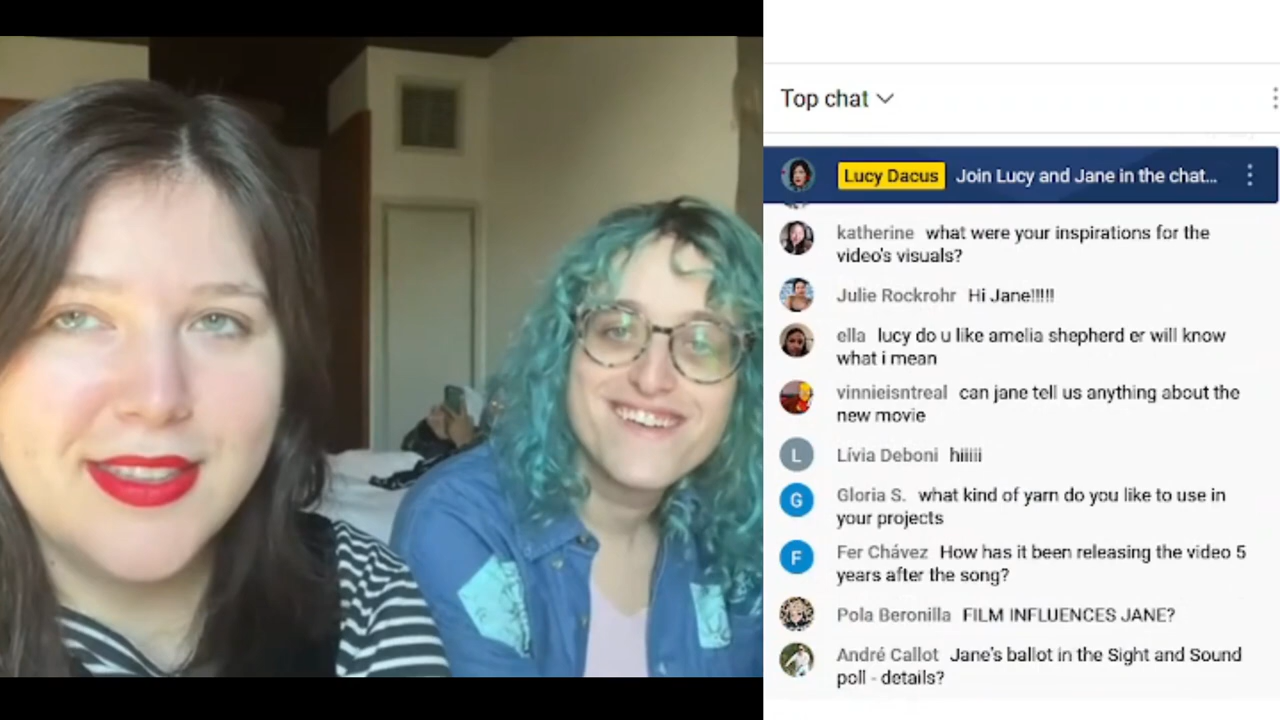 Top chat
Lucy Dacus Join Lucy and Jane in the chat...
katherine what were your inspirations for the
video's visuals?
Julie Rockrohr Hi Jane!!!!!
ella lucy do u like amelia shepherd er will know
what i mean
vinnieisntreal can jane tell us anything about the
new movie
L Lívia Deboni hiiiii
G Gloria S. what kind of yarn do you like to use in
your projects
F Fer Chávez How has it been releasing the video 5
years after the song?
Pola Beronilla FILM INFLUENCES JANE?
André Callot Jane's ballot in the Sight and Sound
poll - details?